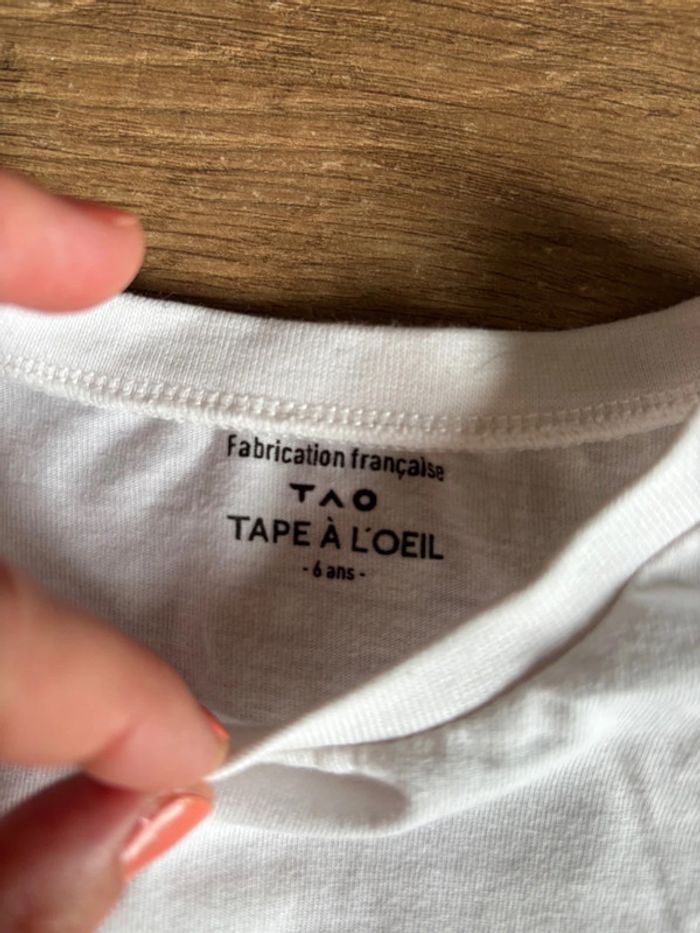 Fabrication française
TAO
TAPE À L'OEIL
- 6 ans -